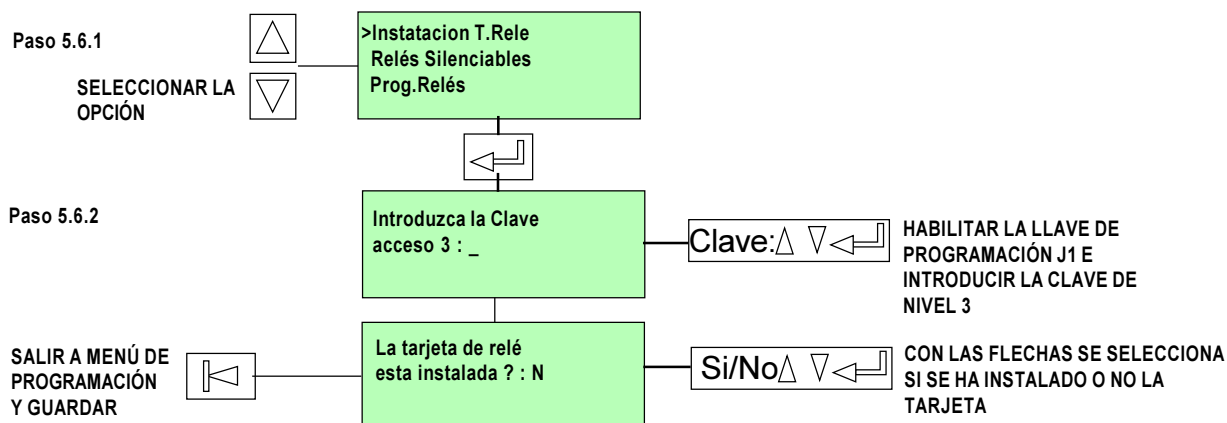 Paso 5.6.1
SELECCIONAR LA
OPCIÓN
>Instatacion T.Rele
Relés Silenciables
Prog.Relés
Paso 5.6.2
Introduzca la Clave
acceso 3 : _
Clave:
HABILITAR LA LLAVE DE
PROGRAMACIÓN J1 E
INTRODUCIR LA CLAVE DE
NIVEL 3
SALIR A MENÚ DE
PROGRAMACIÓN
Y GUARDAR
La tarjeta de relé
esta instalada ? : N
Si/No
CON LAS FLECHAS SE SELECCIONA
SI SE HA INSTALADO O NO LA
TARJETA